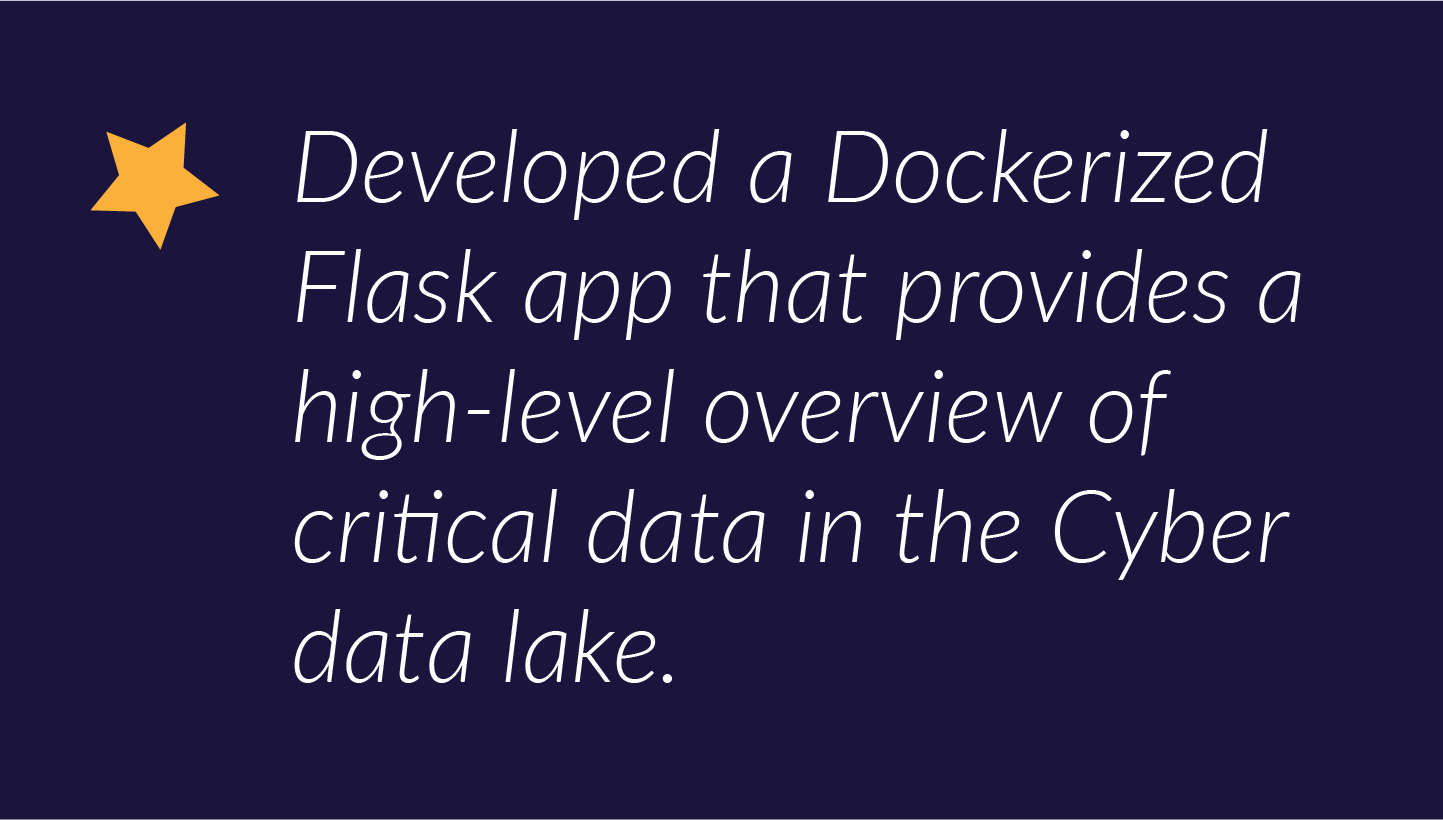 Developed a Dockerized
Flask app that provides a
high-level overview of
critical data in the Cyber
data lake.